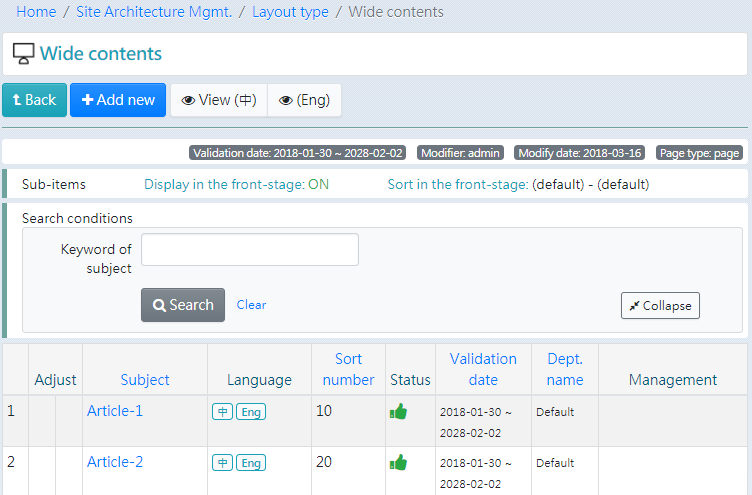 Home / Site Architecture Mgmt. / Layout type / Wide contents
Wide contents
Back Add new View (中) (Eng)
Validation date: 2018-01-30 ~ 2028-02-02 Modifier: admin Modify date: 2018-03-16 Page type: page
Sub-items Display in the front-stage: ON Sort in the front-stage: (default) - (default)
Search conditions
Keyword of
subject
Search Clear Collapse
Adjust Subject Language Sort number Status Validation date Dept. name Management
1 Article-1 中 Eng 10 2018-01-30 ~ Default
2028-02-02
2 Article-2 中 Eng 20 2018-01-30 ~ Default
2028-02-02